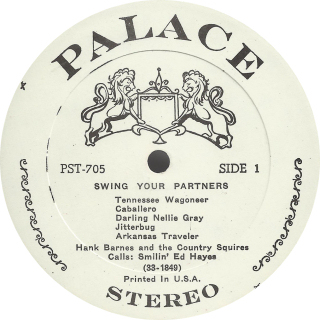 PALACE
PST-705 SIDE 1
SWING YOUR PARTNERS
Tennessee Wagoneer
Caballero
Darling Nellie Gray
Jitterbug
Arkansas Traveler
Hank Barnes and the Country Squires
Calls: Smilin' Ed Hayes
(33-1849)
Printed In U.S.A.
STEREO